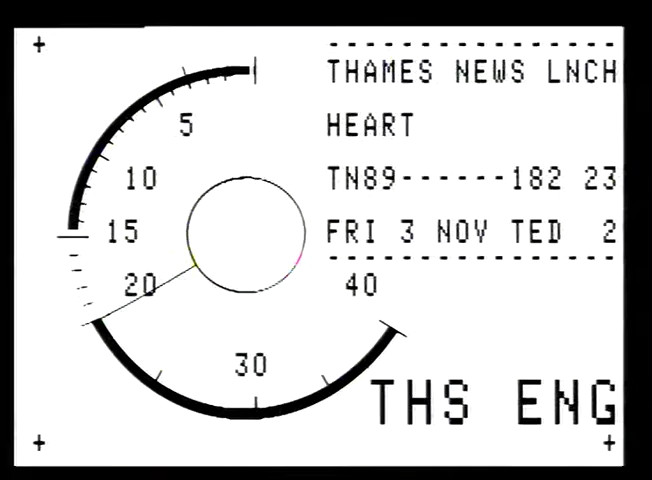 THAMES NEWS LNCH
HEART
TN89------182 23
FRI 3 NOV TED 2
5
10
15
20
30
40
THS ENG